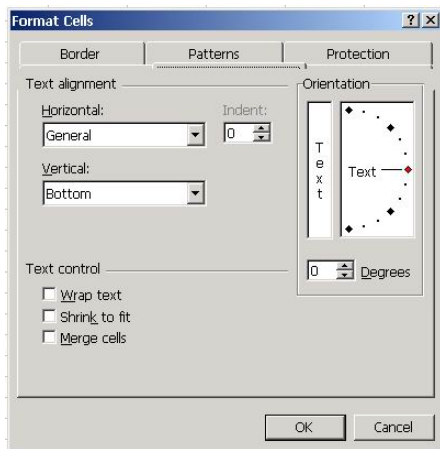 Format Cells
Border Patterns Protection
Text alignment
Horizontal: Indent:
General 0
Vertical:
Bottom
Orientation
T
e
x
t
Text
0 Degrees
Text control
Wrap text
Shrink to fit
Merge cells
OK Cancel